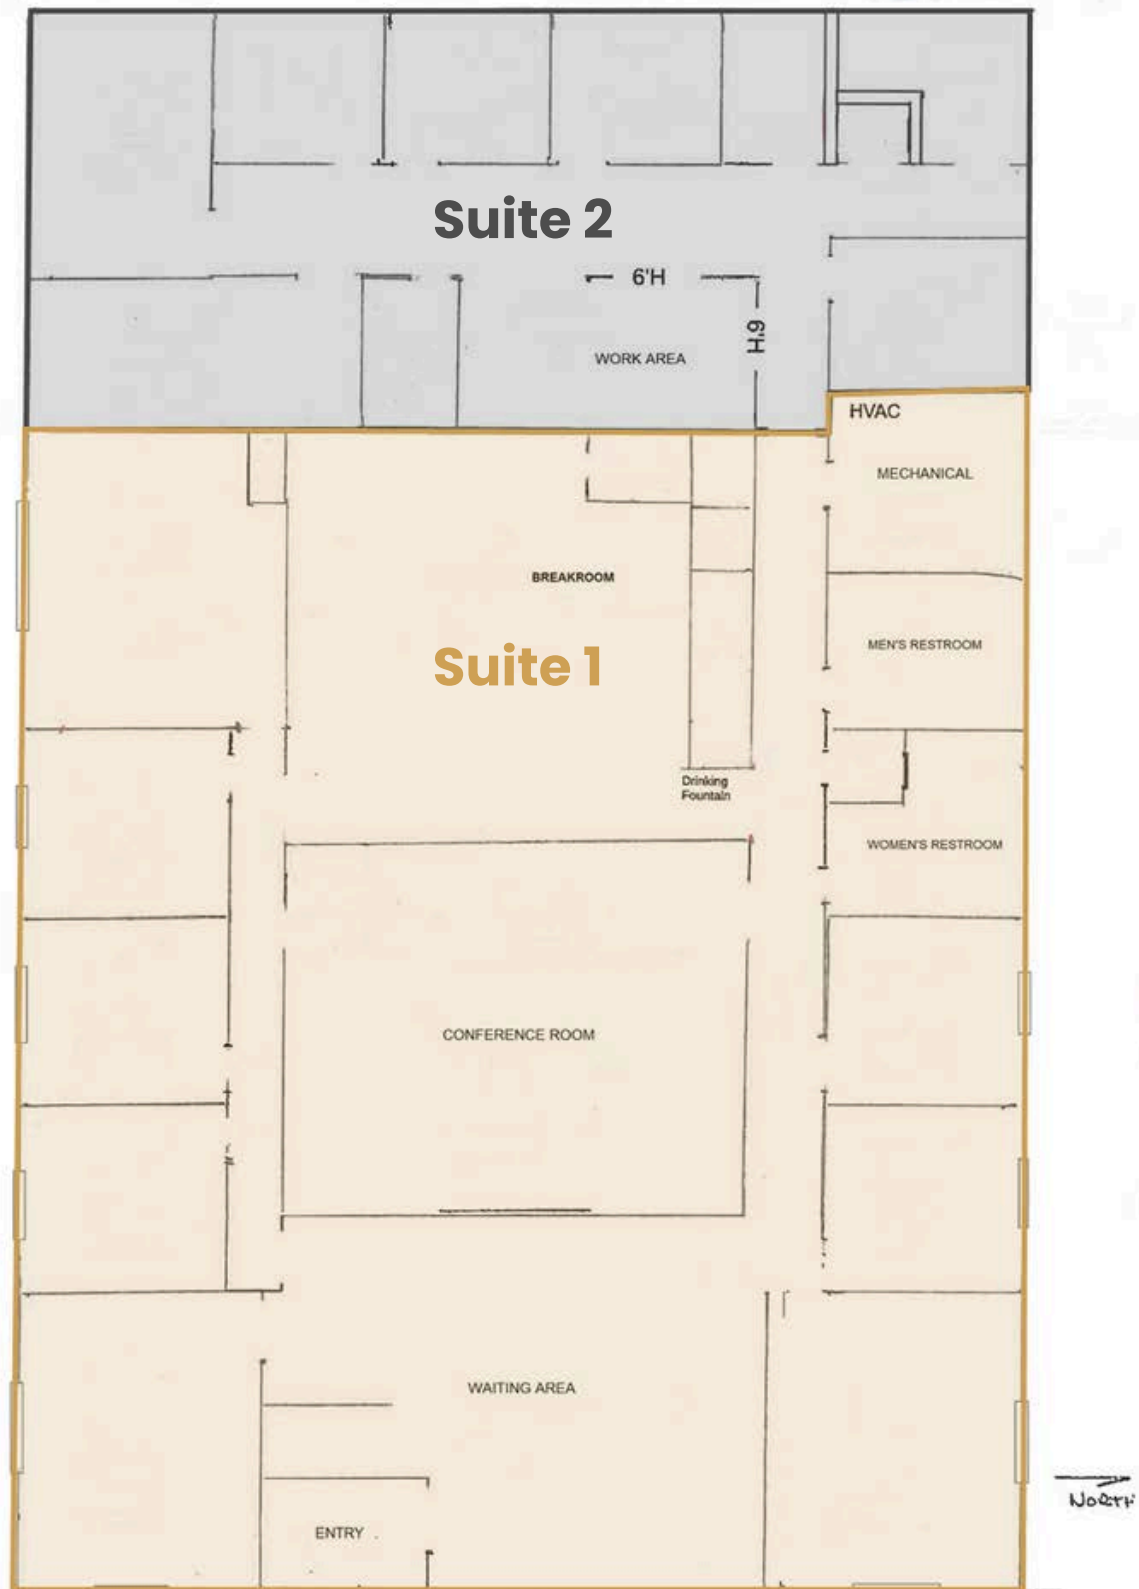 Suite 2
6'H
6'H
WORK AREA
HVAC
MECHANICAL
BREAKROOM
MEN'S RESTROOM
Suite 1
Drinking
Fountain
WOMEN'S RESTROOM
CONFERENCE ROOM
WAITING AREA
NORTH
ENTRY